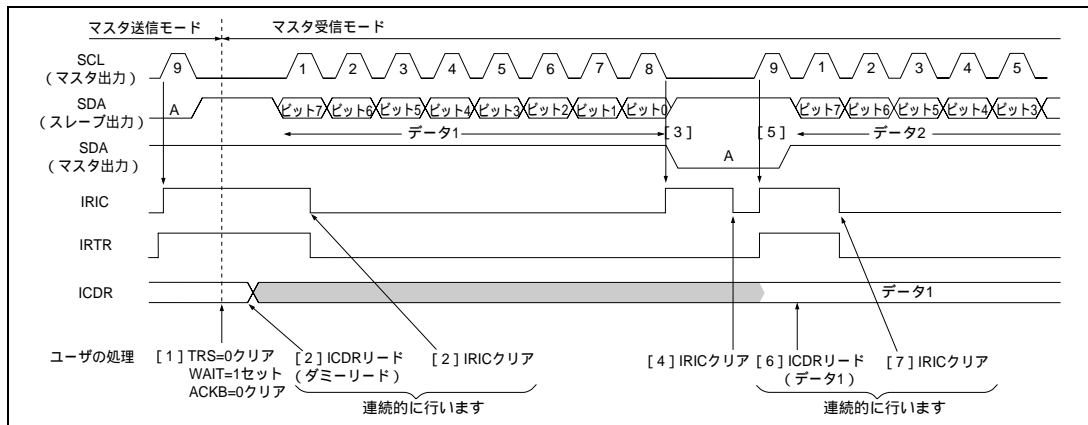 マスタ送信モード マスタ受信モード
SCL
（マスタ出力）
9 1 2 3 4 5 6 7 8 9 1 2 3 4 5
SDA
（スレーブ出力）
A ビット7 ビット6 ビット5 ビット4 ビット3 ビット2 ビット1 ビット0 ビット7 ビット6 ビット5 ビット4 ビット3
データ1 [3] [5] データ2
SDA
（マスタ出力）
A
IRIC
IRTR
ICDR
データ1
ユーザの処理
[1] TRS=0クリア
WAIT=1セット
ACKB=0クリア
[2] ICDRリード
（ダミーリード）
[2] IRICクリア
連続的に行います
[4] IRICクリア
[6] ICDRリード
（データ1）
[7] IRICクリア
連続的に行います